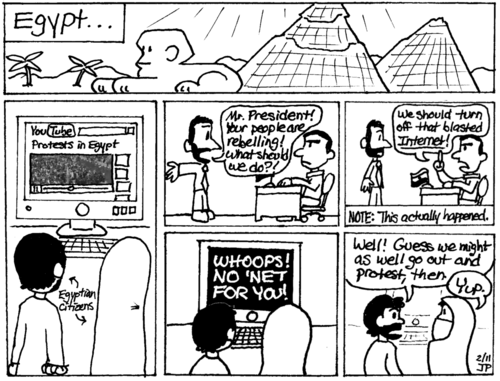 Egypt...
YouTube
Protests in Egypt
Egyptian
citizens
Mr. President!
Your people are
rebelling!
What should
we do??
We should turn
off that blasted
Internet!
NOTE: This actually happened.
WHOOPS!
NO 'NET
FOR YOU!
Well! Guess we might
as well go out and
protest, then.
Yup.
2/11
JP